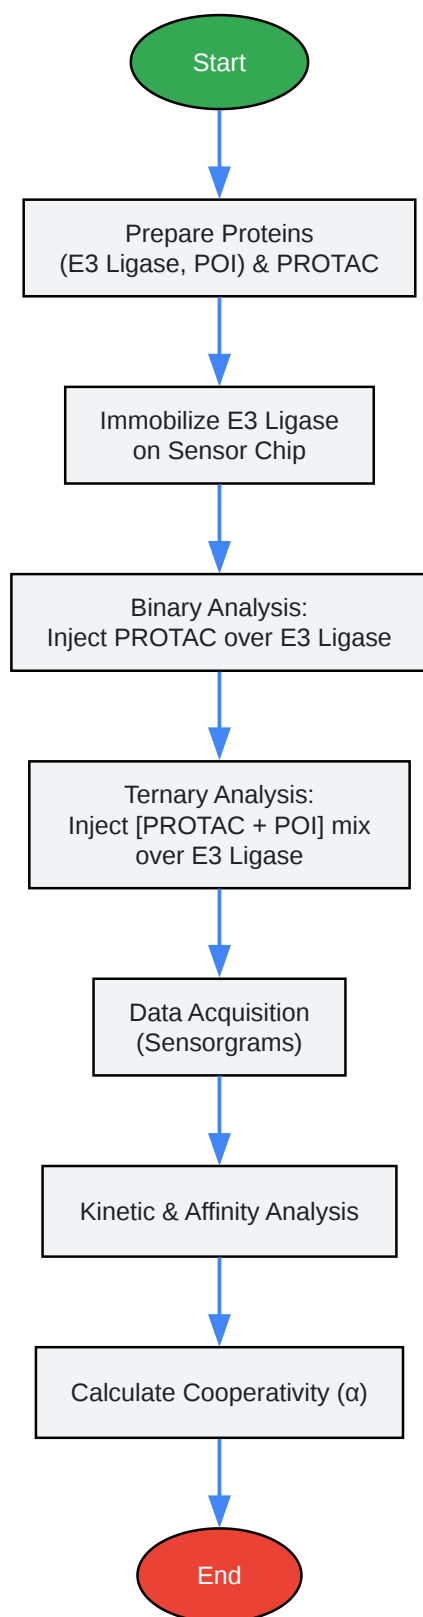 Start
Prepare Proteins
(E3 Ligase, POI) & PROTAC
Immobilize E3 Ligase
on Sensor Chip
Binary Analysis:
Inject PROTAC over E3 Ligase
Ternary Analysis:
Inject [PROTAC + POI] mix
over E3 Ligase
Data Acquisition
(Sensorgrams)
Kinetic & Affinity Analysis
Calculate Cooperativity (α)
End